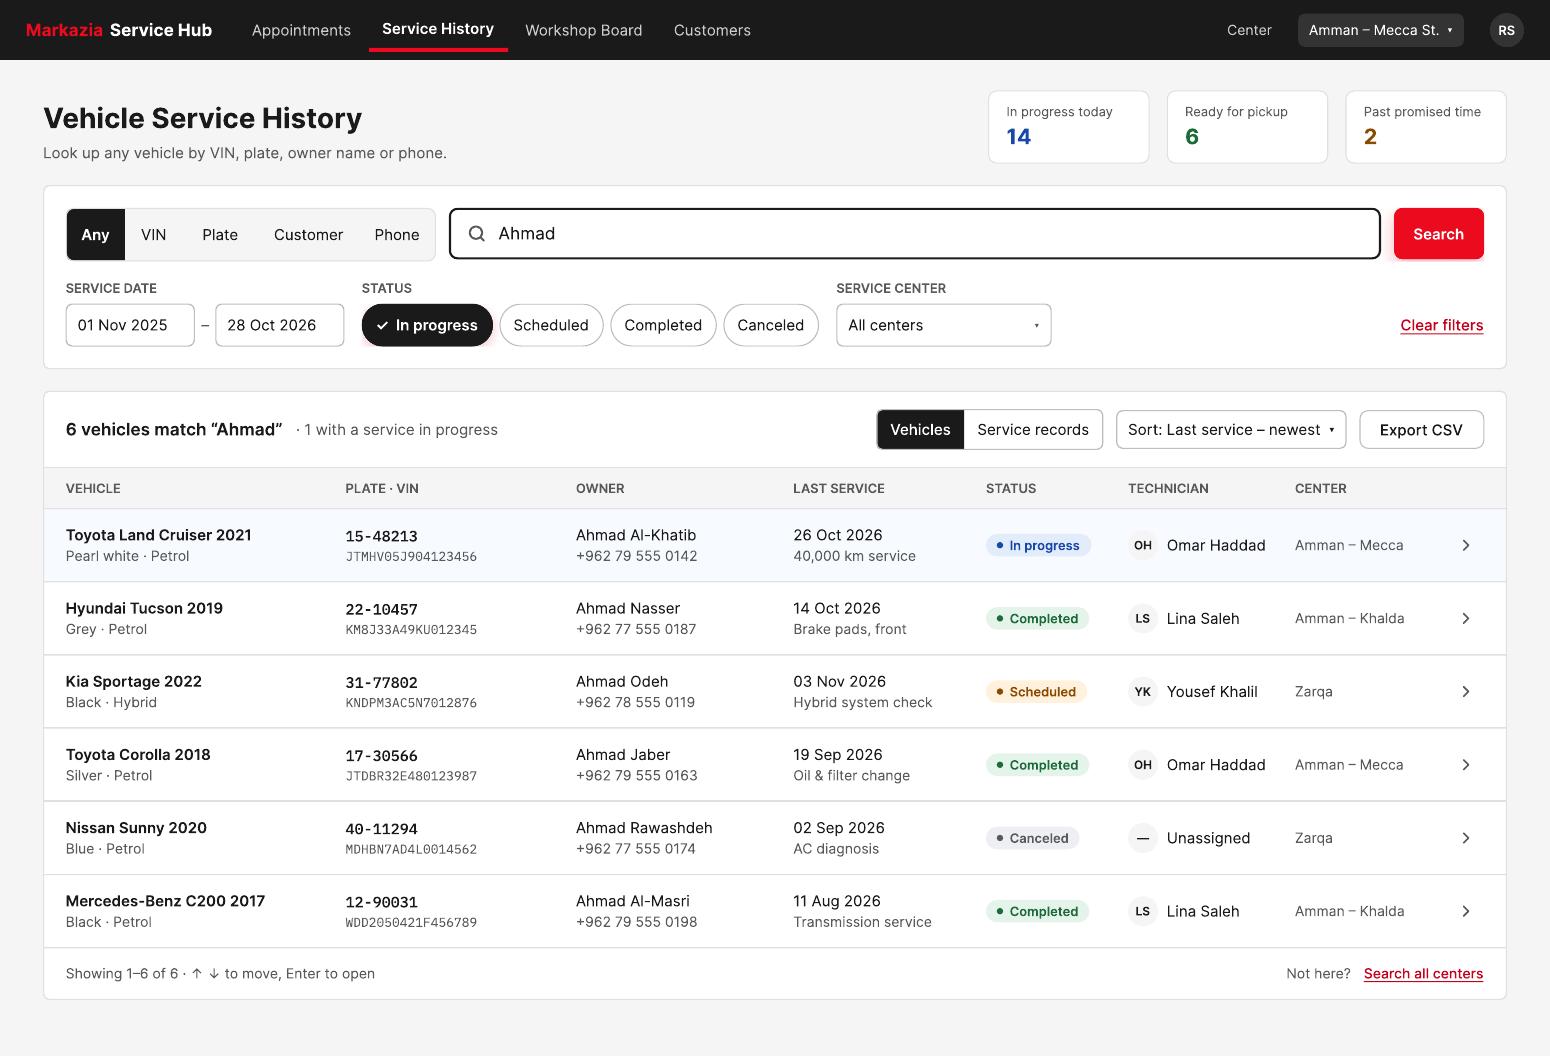 Markazia Service Hub
Appointments
Service History
Workshop Board
Customers
Center
Amman – Mecca St. ▾
RS
Vehicle Service History
Look up any vehicle by VIN, plate, owner name or phone.
In progress today
14
Ready for pickup
6
Past promised time
2
Any
VIN
Plate
Customer
Phone
Ahmad
Search
SERVICE DATE
STATUS
SERVICE CENTER
01 Nov 2025 – 28 Oct 2026
✓ In progress
Scheduled
Completed
Canceled
All centers ▾
Clear filters
6 vehicles match “Ahmad” · 1 with a service in progress
Vehicles
Service records
Sort: Last service – newest ▾
Export CSV
VEHICLE PLATE · VIN OWNER LAST SERVICE STATUS TECHNICIAN CENTER
Toyota Land Cruiser 2021 15-48213 Ahmad Al-Khatib 26 Oct 2026 In progress OH Omar Haddad Amman – Mecca
Pearl white · Petrol JTMHV05J904123456 +962 79 555 0142 40,000 km service
Hyundai Tucson 2019 22-10457 Ahmad Nasser 14 Oct 2026 Completed LS Lina Saleh Amman – Khalda
Grey · Petrol KM8J33A49KU012345 +962 77 555 0187 Brake pads, front
Kia Sportage 2022 31-77802 Ahmad Odeh 03 Nov 2026 Scheduled YK Yousef Khalil Zarqa
Black · Hybrid KNDPM3AC5N7012876 +962 78 555 0119 Hybrid system check
Toyota Corolla 2018 17-30566 Ahmad Jaber 19 Sep 2026 Completed OH Omar Haddad Amman – Mecca
Silver · Petrol JTDBR32E480123987 +962 79 555 0163 Oil & filter change
Nissan Sunny 2020 40-11294 Ahmad Rawashdeh 02 Sep 2026 Canceled — Unassigned Zarqa
Blue · Petrol MDHBN7AD4L0014562 +962 77 555 0174 AC diagnosis
Mercedes-Benz C200 2017 12-90031 Ahmad Al-Masri 11 Aug 2026 Completed LS Lina Saleh Amman – Khalda
Black · Petrol WDD2050421F456789 +962 79 555 0198 Transmission service
Showing 1–6 of 6 · ↑ ↓ to move, Enter to open
Not here? Search all centers